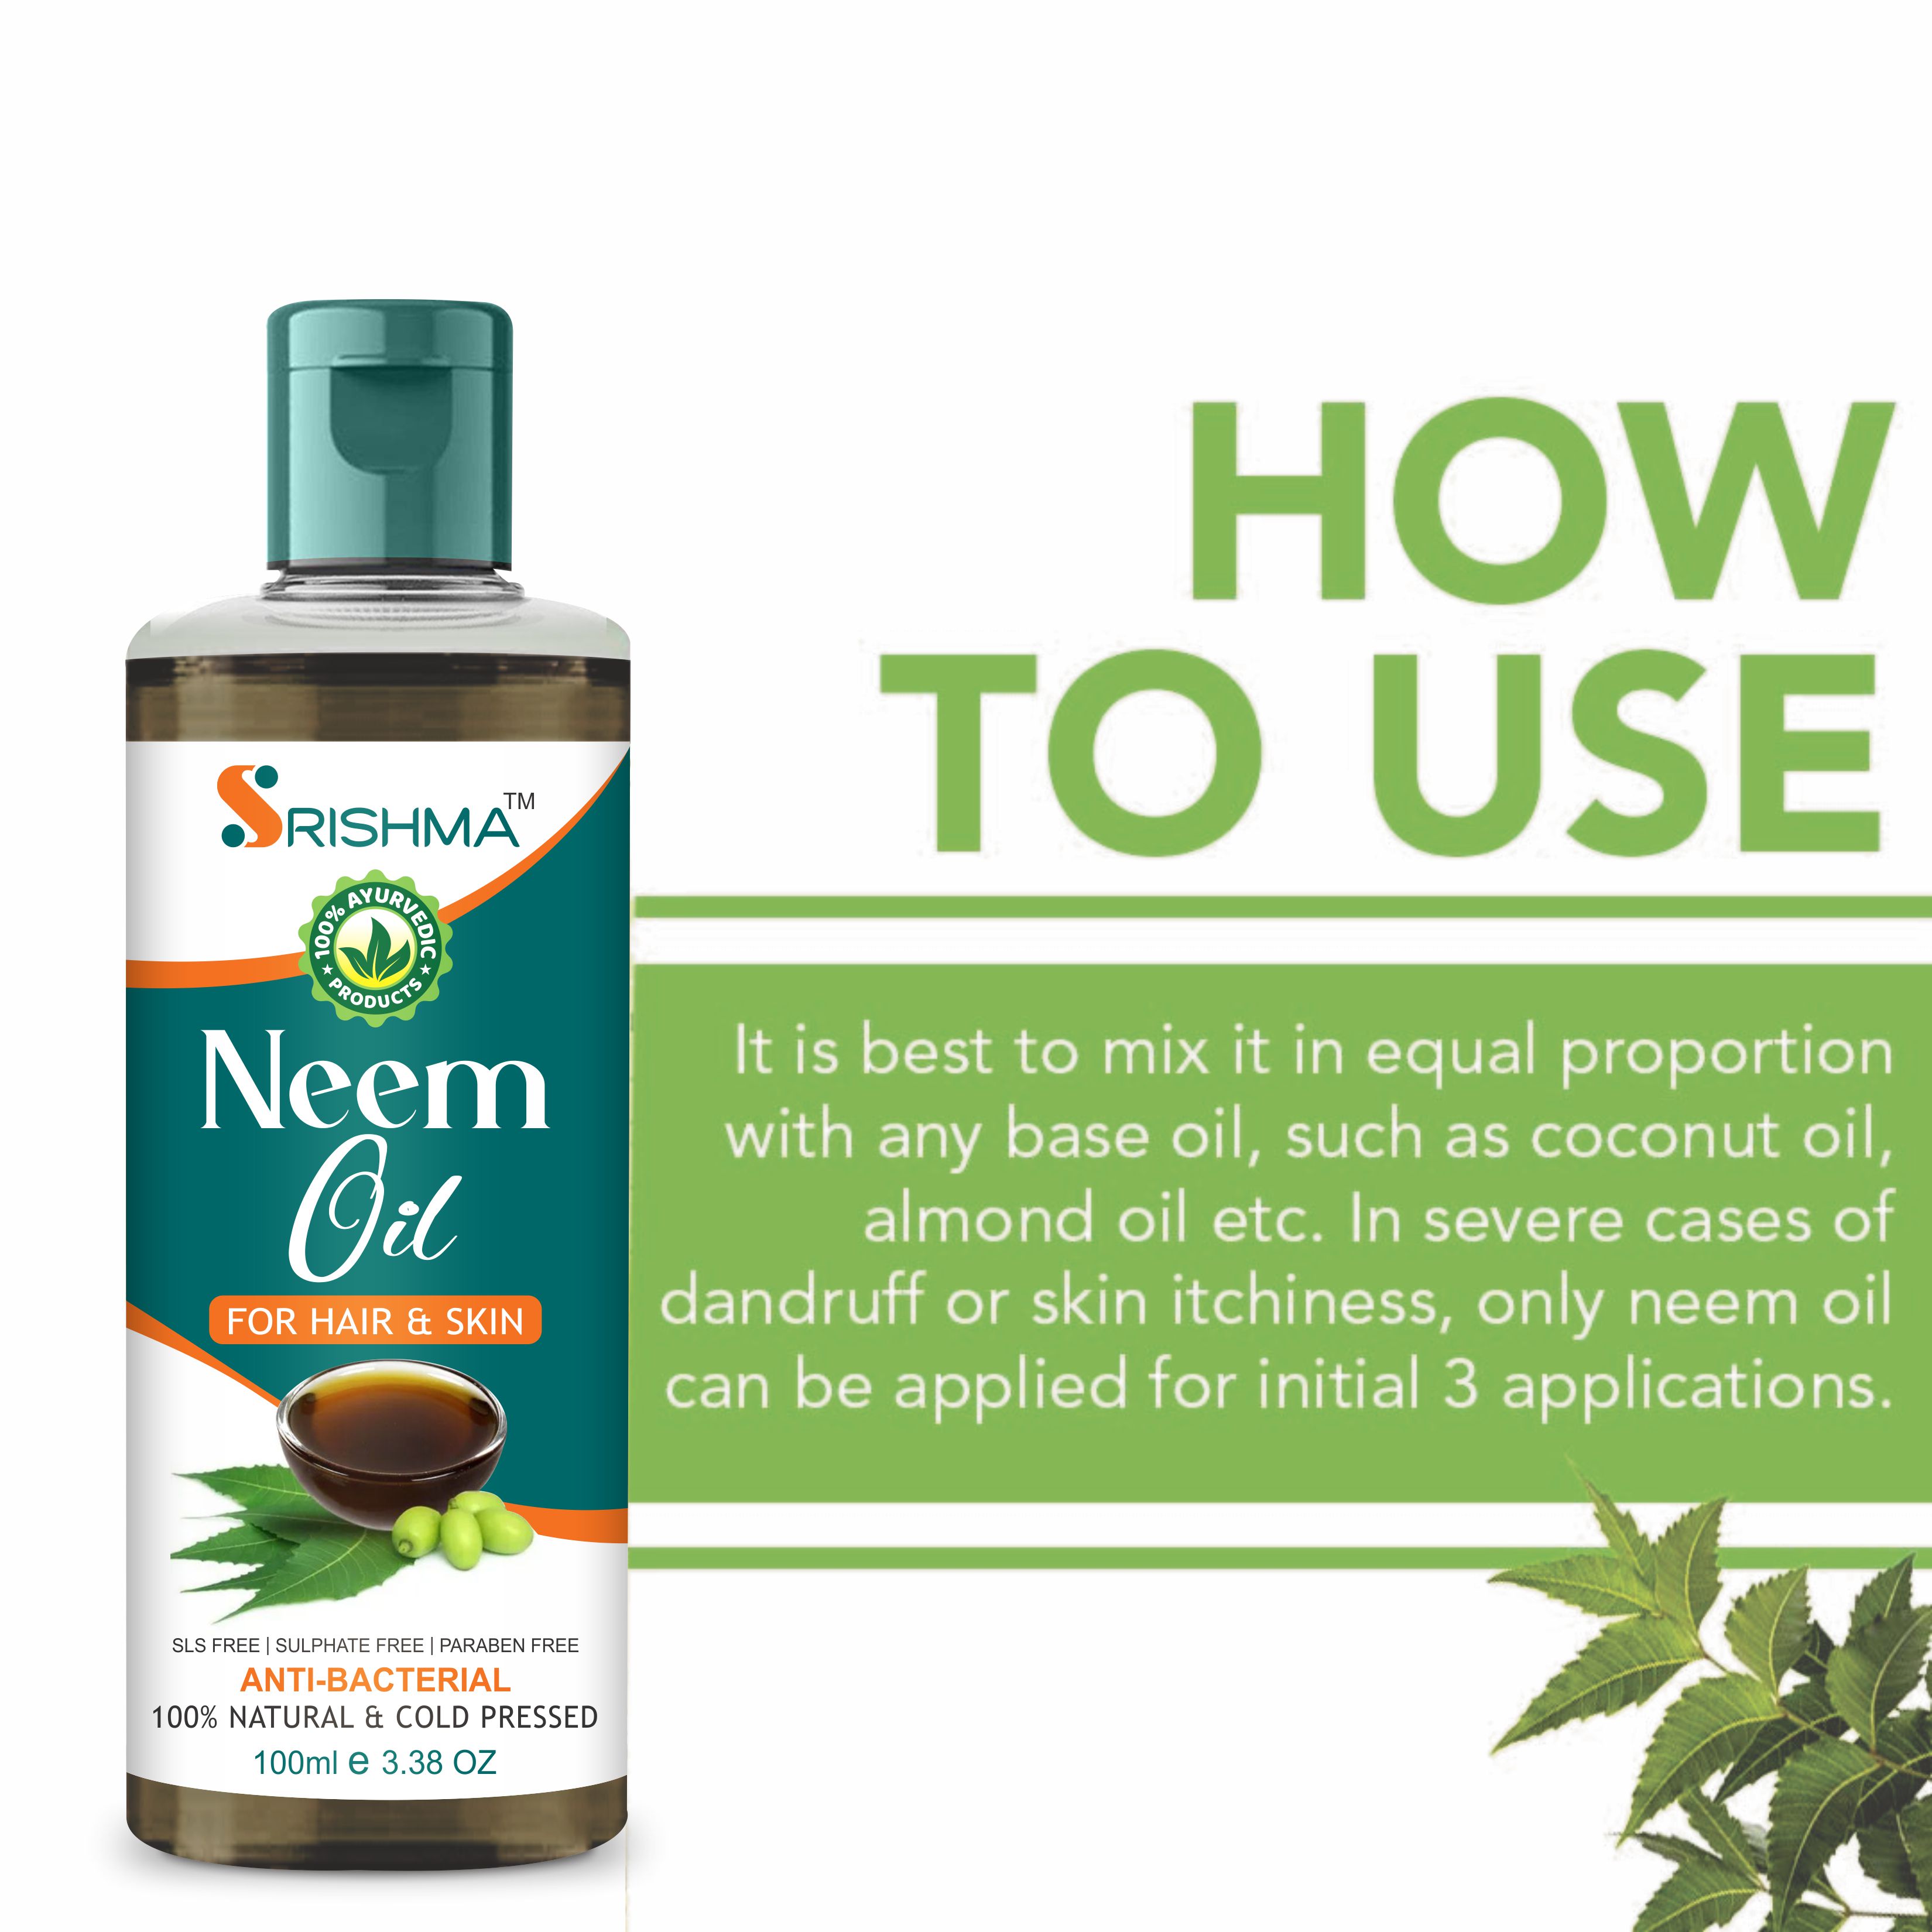 HOW
TO USE
It is best to mix it in equal proportion
with any base oil, such as coconut oil,
almond oil etc. In severe cases of
dandruff or skin itchiness, only neem oil
can be applied for initial 3 applications.
SRISHMA™
100% AYURVEDIC
PRODUCTS
Neem
Oil
FOR HAIR & SKIN
SLS FREE | SULPHATE FREE | PARABEN FREE
ANTI-BACTERIAL
100% NATURAL & COLD PRESSED
100ml e 3.38 OZ